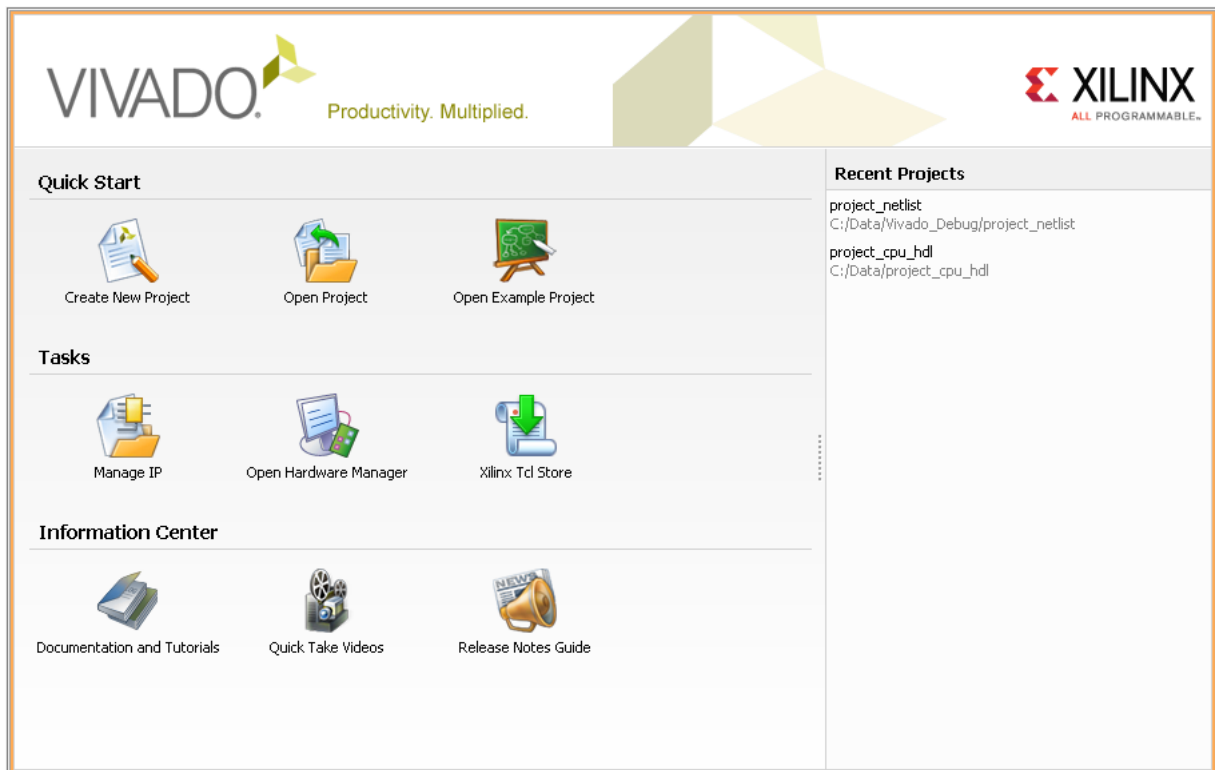 VIVADO.
Productivity. Multiplied.
XILINX
ALL PROGRAMMABLE™
Quick Start
Create New Project
Open Project
Open Example Project
Tasks
Manage IP
Open Hardware Manager
Xilinx Tcl Store
Information Center
NEWS
Documentation and Tutorials
Quick Take Videos
Release Notes Guide
Recent Projects
project_netlist
C:/Data/Vivado_Debug/project_netlist
project_cpu_hdl
C:/Data/project_cpu_hdl